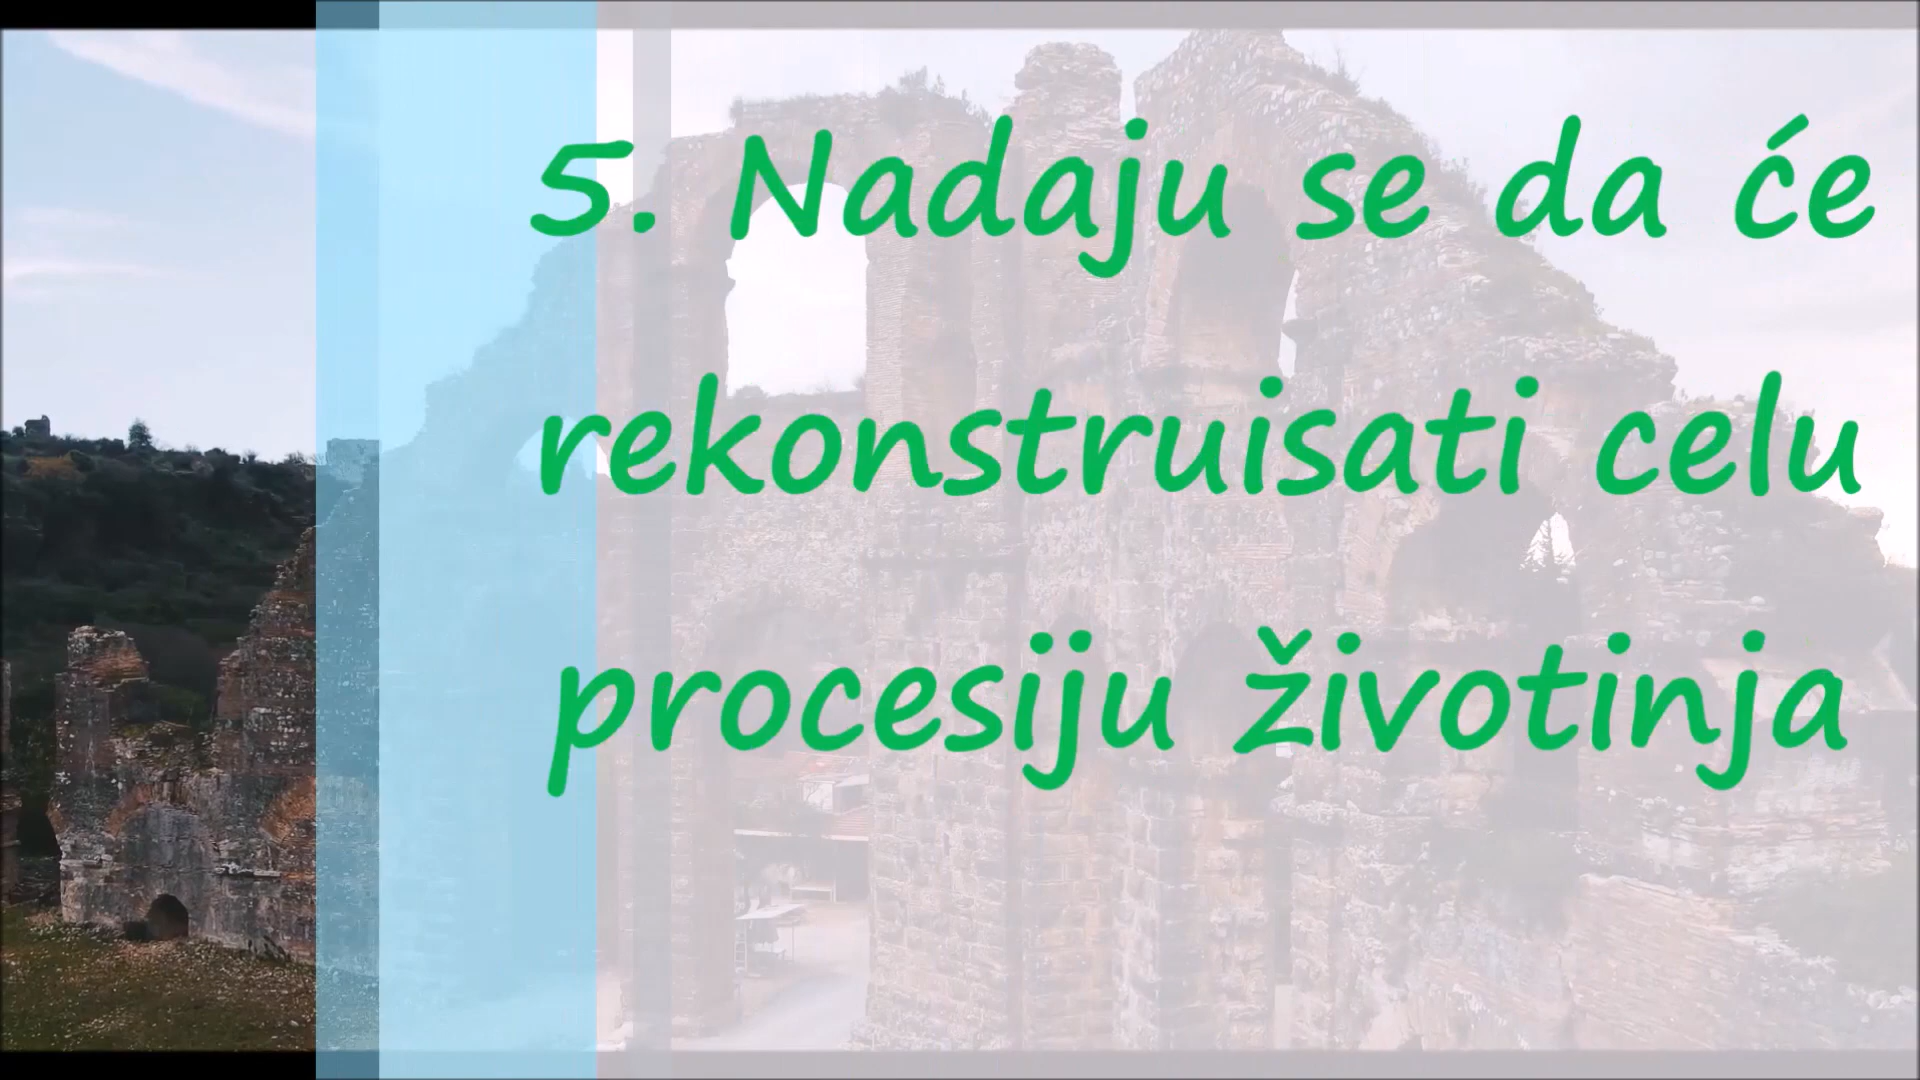 5. Nadaju se da će
rekonstruisati celu
procesiju životinja